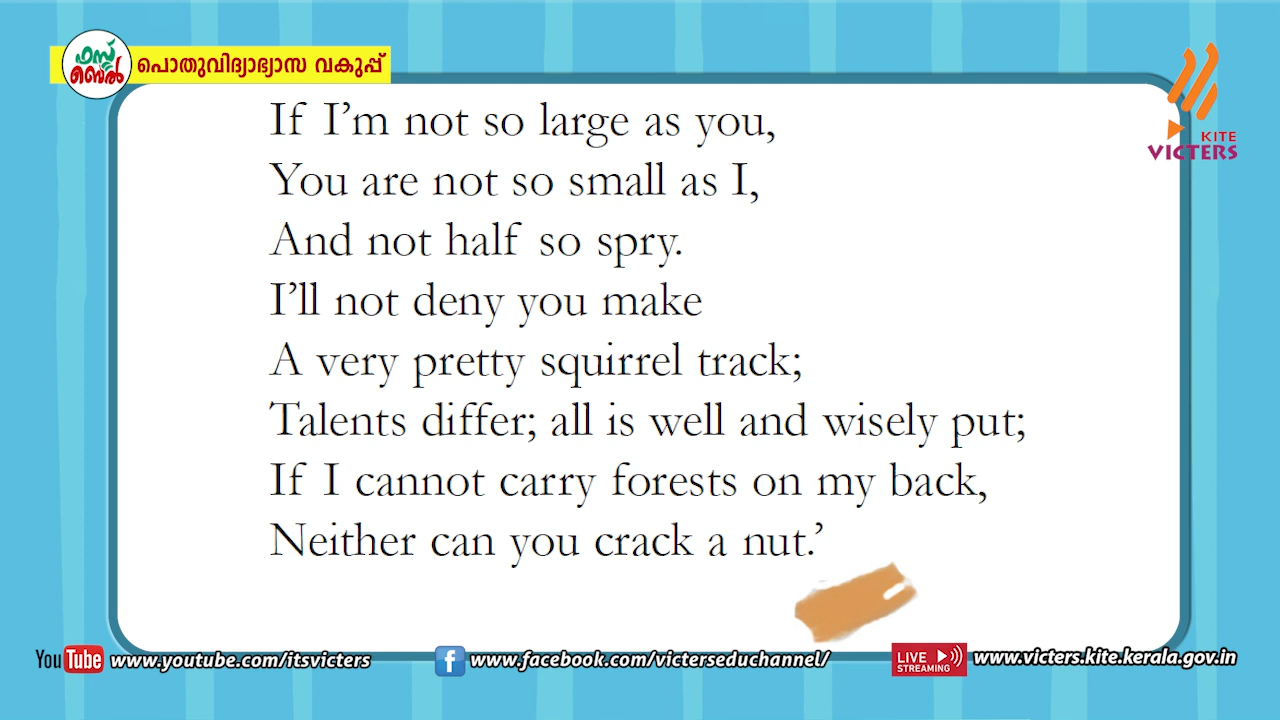 ഫസ്റ്റ്
ബെൽ
പൊതുവിദ്യാഭ്യാസ വകുപ്പ്
KITE
VICTERS
If I’m not so large as you,
You are not so small as I,
And not half so spry.
I’ll not deny you make
A very pretty squirrel track;
Talents differ; all is well and wisely put;
If I cannot carry forests on my back,
Neither can you crack a nut.’
YouTube www.youtube.com/itsvicters
f www.facebook.com/victerseduchannel/
LIVE
STREAMING
www.victers.kite.kerala.gov.in